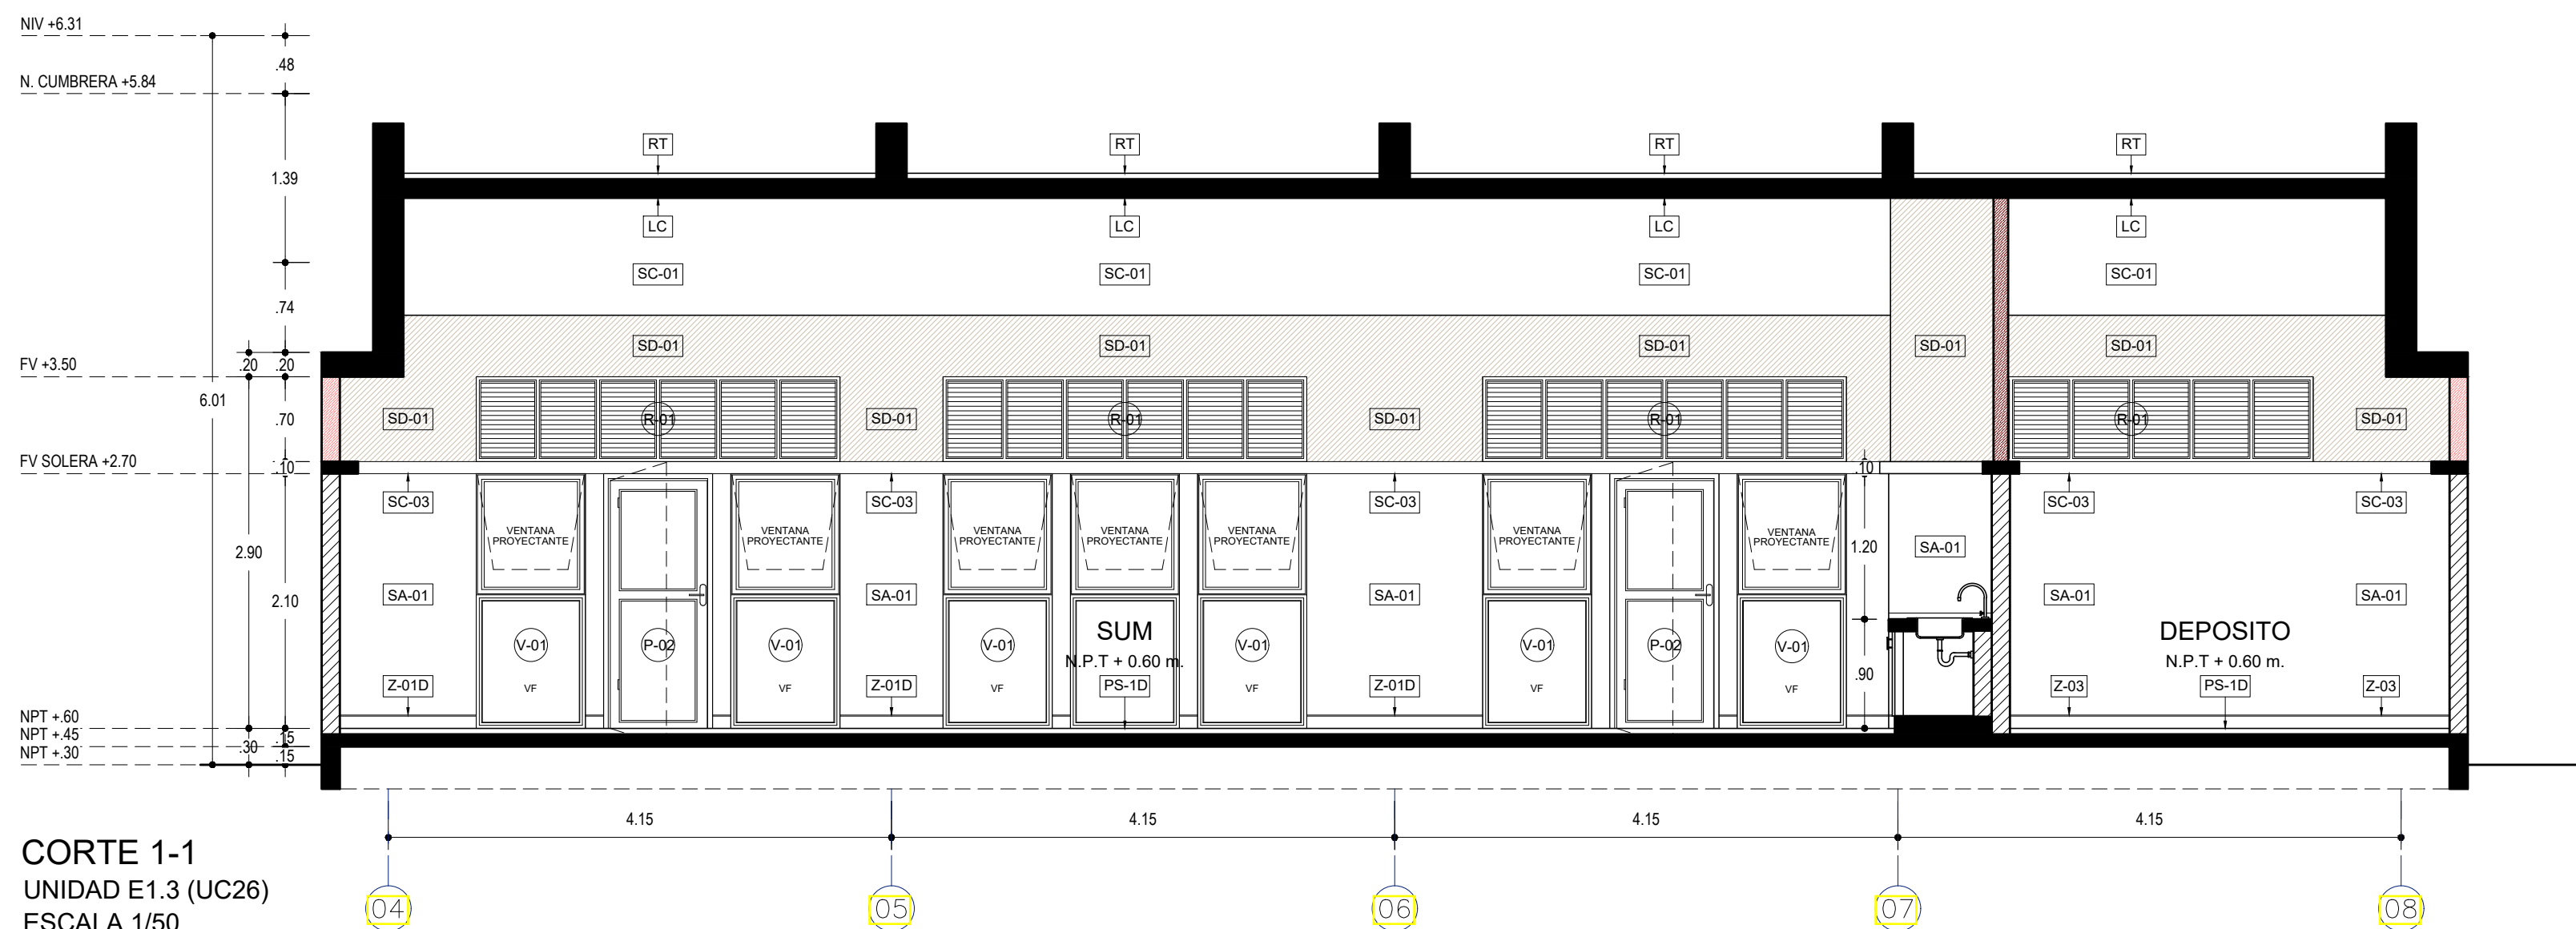 NIV +6.31
.48
N. CUMBRERA +5.84
RT RT RT RT
1.39
LC LC LC LC
SC-01 SC-01 SC-01 SC-01
.74
SD-01 SD-01 SD-01 SD-01 SD-01
FV +3.50
.20 .20
6.01
.70
SD-01 R-01 SD-01 R-01 SD-01 R-01 R-01 SD-01
FV SOLERA +2.70
.10 .10
SC-03 SC-03 SC-03 SC-03 SC-03
VENTANA VENTANA VENTANA VENTANA VENTANA VENTANA VENTANA
PROYECTANTE PROYECTANTE PROYECTANTE PROYECTANTE PROYECTANTE PROYECTANTE PROYECTANTE
2.90
1.20 SA-01
2.10
SA-01 SA-01 SA-01 SA-01 SA-01
SUM DEPOSITO
V-01 P-02 V-01 V-01 V-01 V-01 P-02 V-01
N.P.T + 0.60 m. N.P.T + 0.60 m.
.90
Z-01D VF VF Z-01D VF PS-1D VF Z-01D VF VF Z-03 PS-1D Z-03
NPT +.60
NPT +.45
.15
NPT +.30
.30 .15
4.15 4.15 4.15 4.15
CORTE 1-1
UNIDAD E1.3 (UC26)
ESCALA 1/50
04 05 06 07 08